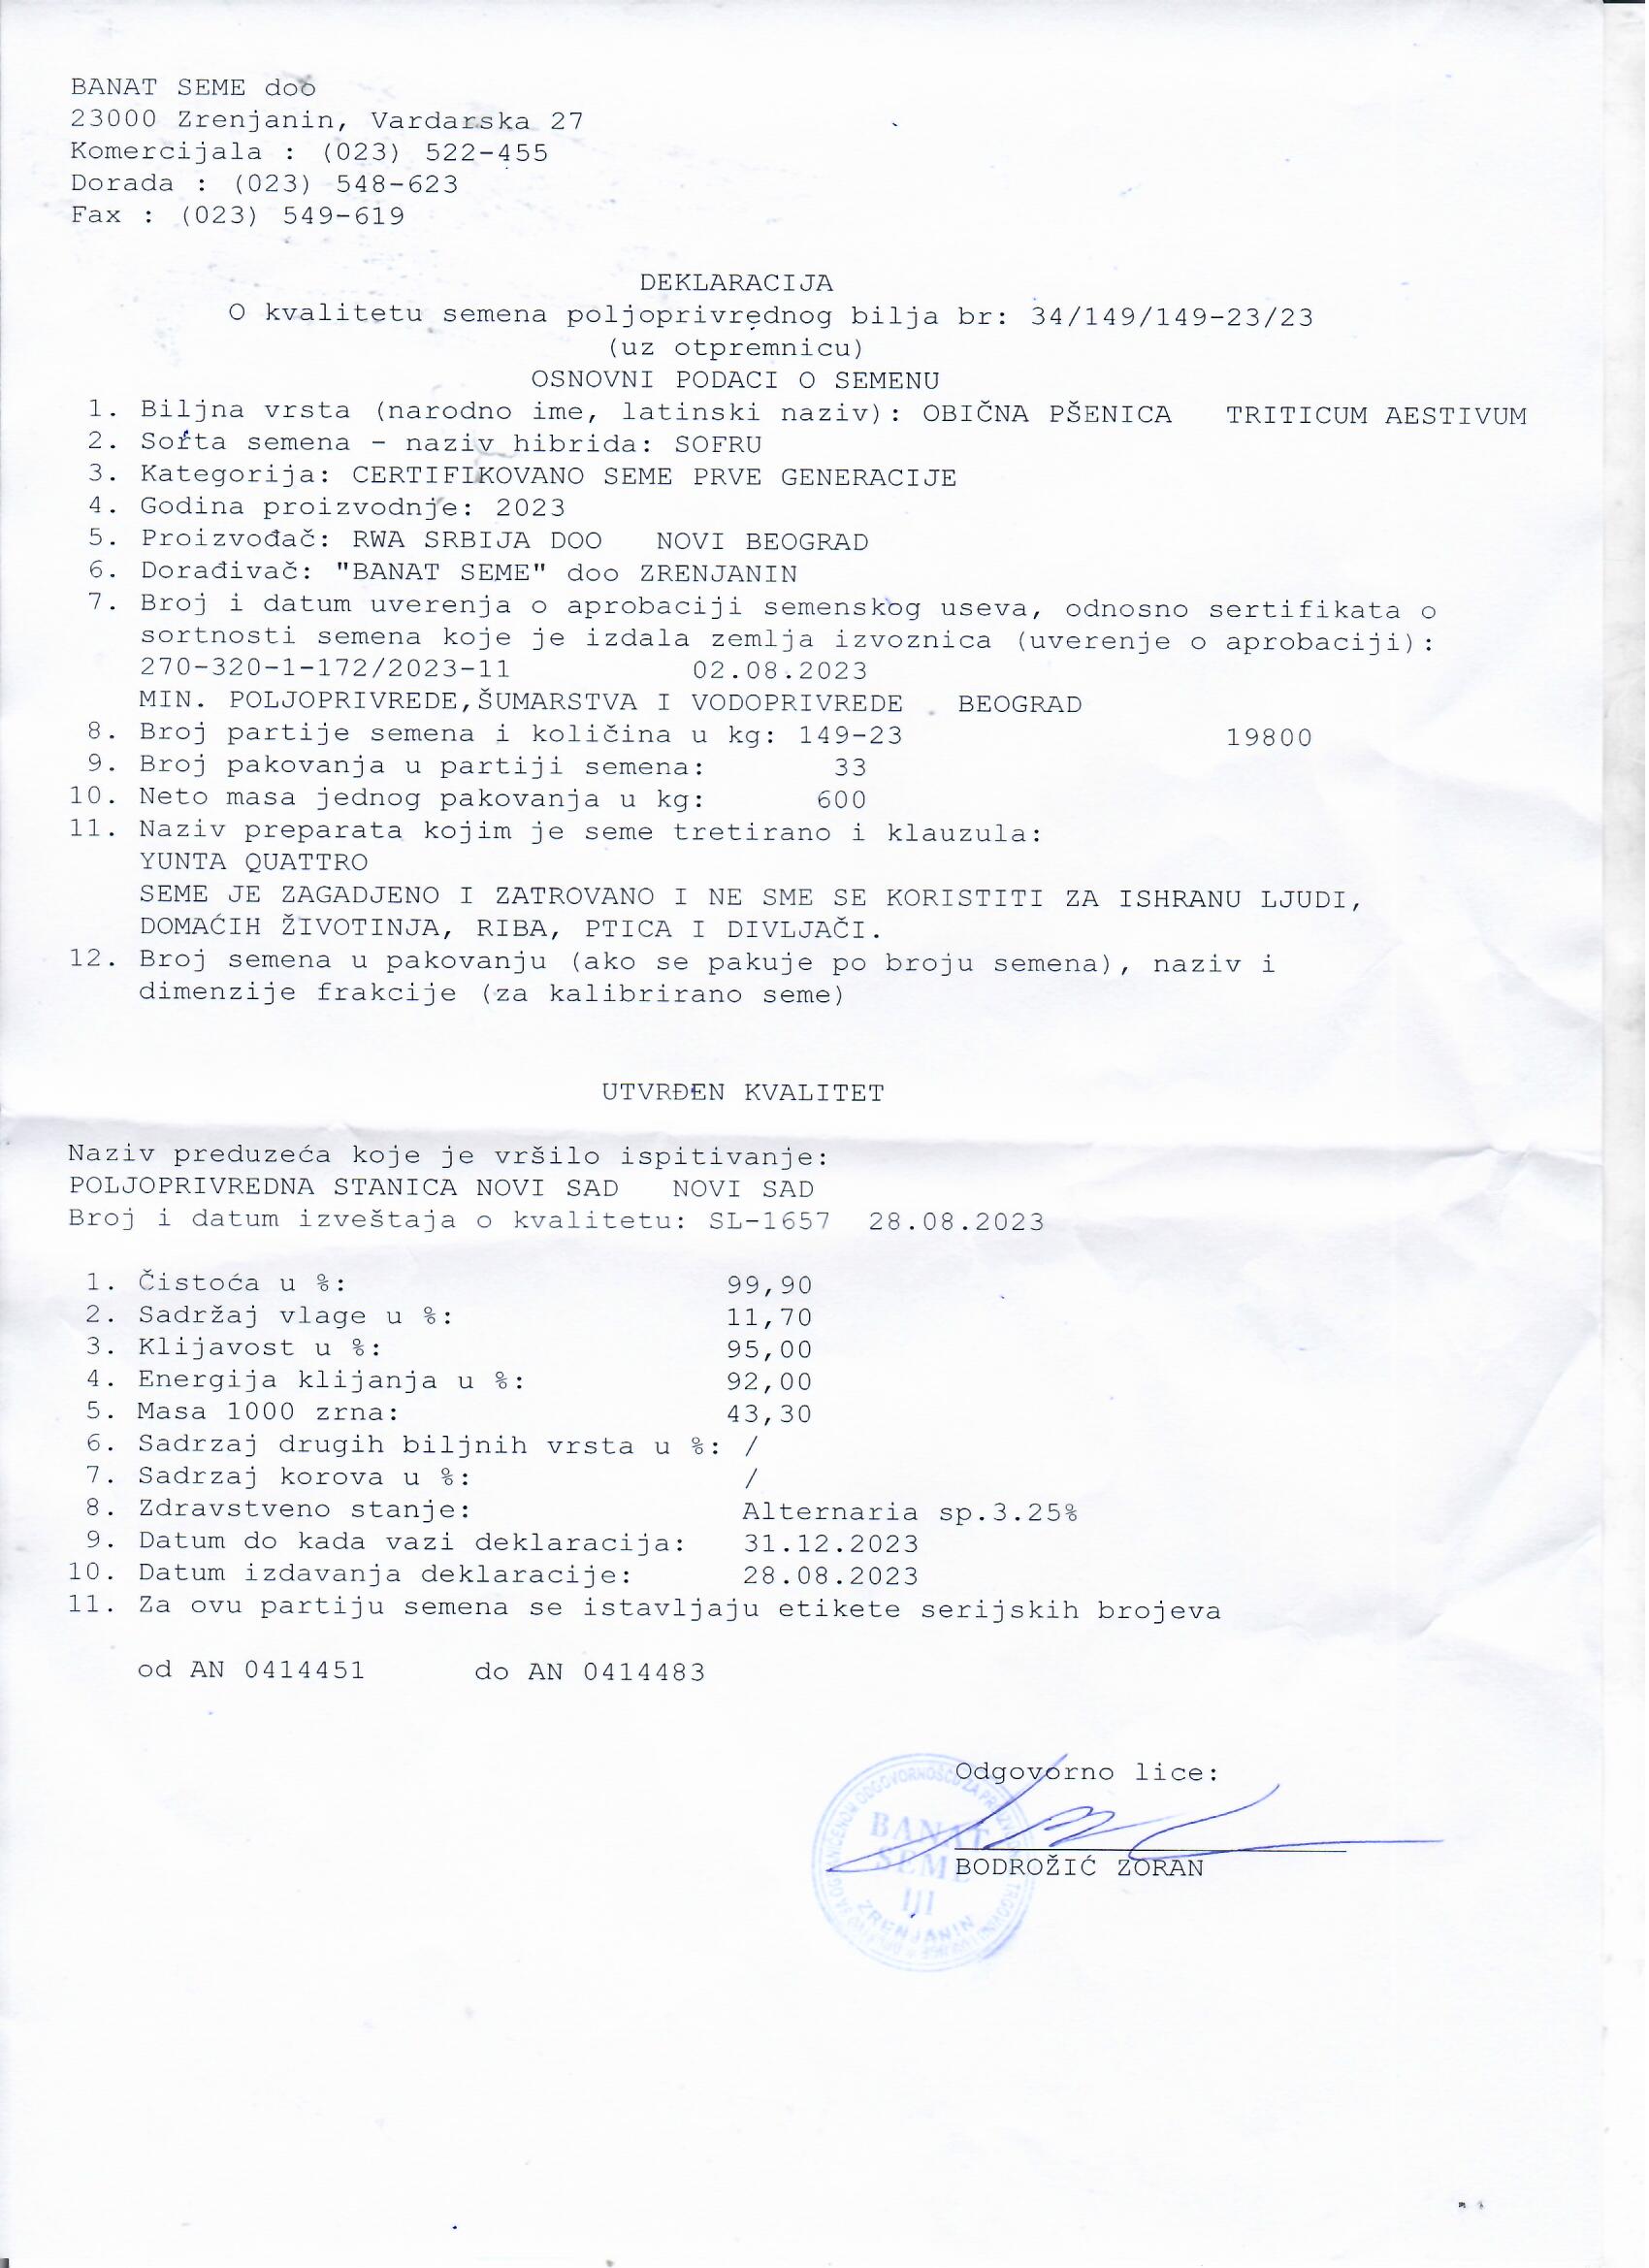 BANAT SEME doo
23000 Zrenjanin, Vardarska 27
Komercijala : (023) 522-455
Dorada : (023) 548-623
Fax : (023) 549-619
DEKLARACIJA
O kvalitetu semena poljoprivrednog bilja br: 34/149/149-23/23
(uz otpremnicu)
OSNOVNI PODACI O SEMENU
1. Biljna vrsta (narodno ime, latinski naziv): OBIČNA PŠENICA TRITICUM AESTIVUM
2. Sorta semena - naziv hibrida: SOFRU
3. Kategorija: CERTIFIKOVANO SEME PRVE GENERACIJE
4. Godina proizvodnje: 2023
5. Proizvođač: RWA SRBIJA DOO NOVI BEOGRAD
6. Dorađivač: "BANAT SEME" doo ZRENJANIN
7. Broj i datum uverenja o aprobaciji semenskog useva, odnosno sertifikata o
sortnosti semena koje je izdala zemlja izvoznica (uverenje o aprobaciji):
270-320-1-172/2023-11 02.08.2023
MIN. POLJOPRIVREDE,ŠUMARSTVA I VODOPRIVREDE BEOGRAD
8. Broj partije semena i količina u kg: 149-23 19800
9. Broj pakovanja u partiji semena: 33
10. Neto masa jednog pakovanja u kg: 600
11. Naziv preparata kojim je seme tretirano i klauzula:
YUNTA QUATTRO
SEME JE ZAGADJENO I ZATROVANO I NE SME SE KORISTITI ZA ISHRANU LJUDI,
DOMAĆIH ŽIVOTINJA, RIBA, PTICA I DIVLJAČI.
12. Broj semena u pakovanju (ako se pakuje po broju semena), naziv i
dimenzije frakcije (za kalibrirano seme)
UTVRĐEN KVALITET
Naziv preduzeća koje je vršilo ispitivanje:
POLJOPRIVREDNA STANICA NOVI SAD NOVI SAD
Broj i datum izveštaja o kvalitetu: SL-1657 28.08.2023
1. Čistoća u %: 99,90
2. Sadržaj vlage u %: 11,70
3. Klijavost u %: 95,00
4. Energija klijanja u %: 92,00
5. Masa 1000 zrna: 43,30
6. Sadrzaj drugih biljnih vrsta u %: /
7. Sadrzaj korova u %: /
8. Zdravstveno stanje: Alternaria sp.3.25%
9. Datum do kada vazi deklaracija: 31.12.2023
10. Datum izdavanja deklaracije: 28.08.2023
11. Za ovu partiju semena se istavljaju etikete serijskih brojeva
od AN 0414451 do AN 0414483
Odgovorno lice:
BODROŽIĆ ZORAN
BANAT
SEME
III
ZRENJANIN